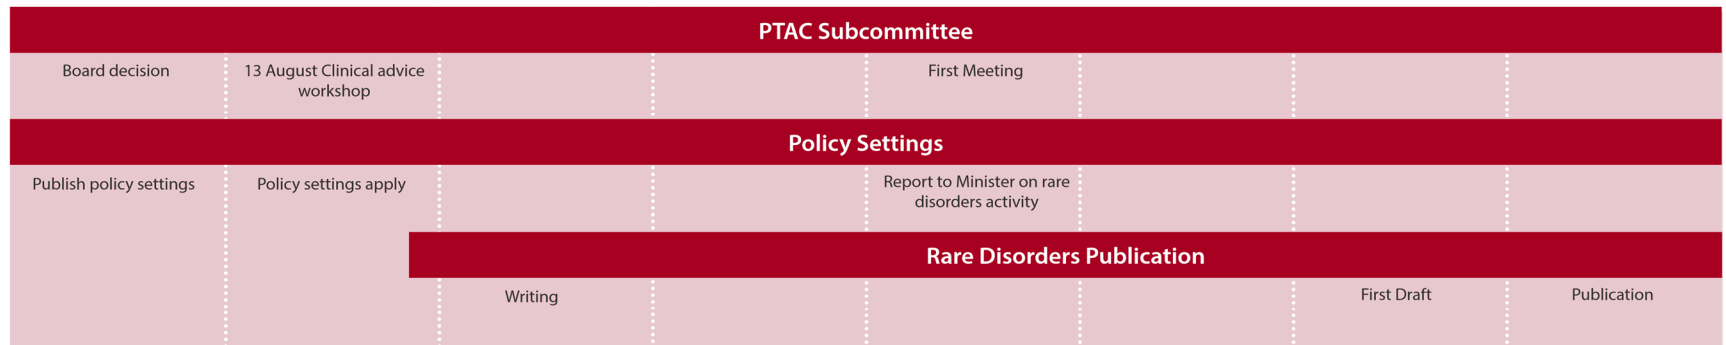 PTAC Subcommittee
Board decision
13 August Clinical advice
workshop
First Meeting
Policy Settings
Publish policy settings
Policy settings apply
Report to Minister on rare
disorders activity
Rare Disorders Publication
Writing
First Draft
Publication